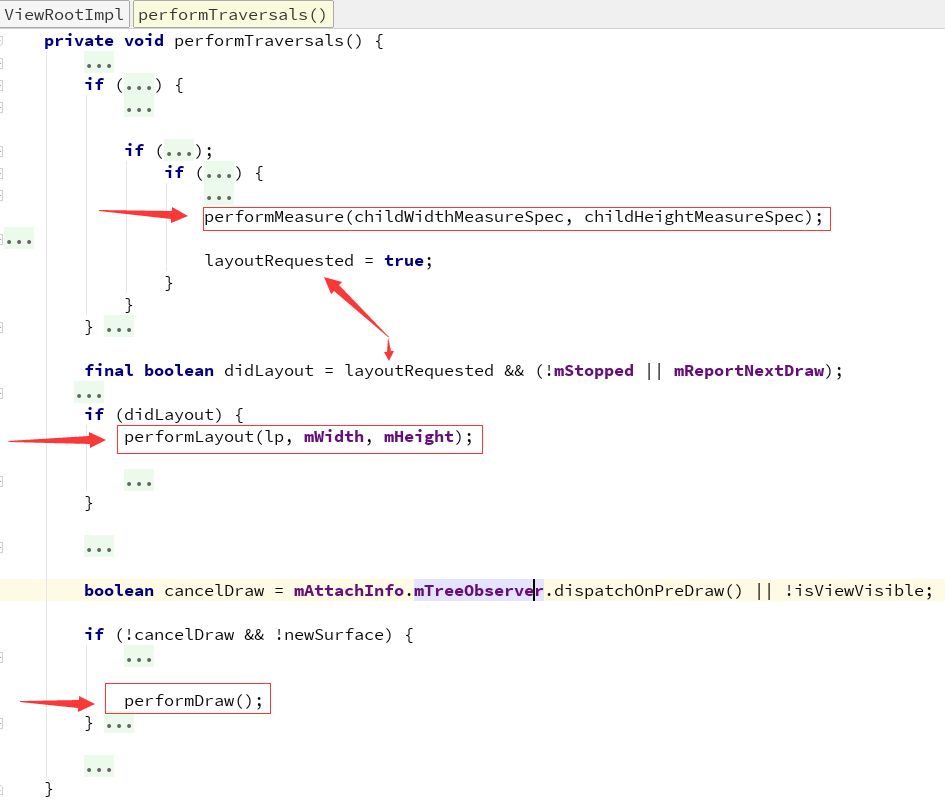 ViewRootImpl performTraversals()
private void performTraversals() {
...
if (...) {
...
if (...);
if (...) {
...
performMeasure(childWidthMeasureSpec, childHeightMeasureSpec);
...
layoutRequested = true;
}
}
} ...
final boolean didLayout = layoutRequested && (!mStopped || mReportNextDraw);
...
if (didLayout) {
performLayout(lp, mWidth, mHeight);
...
}
...
boolean cancelDraw = mAttachInfo.mTreeObserver.dispatchOnPreDraw() || !isViewVisible;
if (!cancelDraw && !newSurface) {
...
performDraw();
} ...
...
}